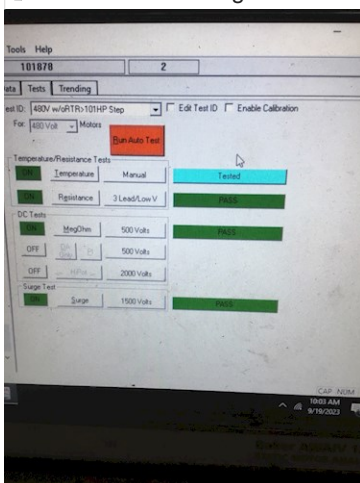 Tools Help
101878 2
Tests Trending
est ID: 480V w/oRTR>101HP Step Edit Test ID Enable Calibration
For: 480 Volt Motors
Run Auto Test
Temperature/Resistance Tests
ON Temperature Manual Tested
ON Resistance 3 Lead/Low V PASS
DC Tests
ON MegOhm 500 Volts PASS
OFF 500 Volts
OFF 2000 Volts
Surge Test
ON Surge 1500 Volts PASS
CAP NUM
10:03 AM
9/19/2023